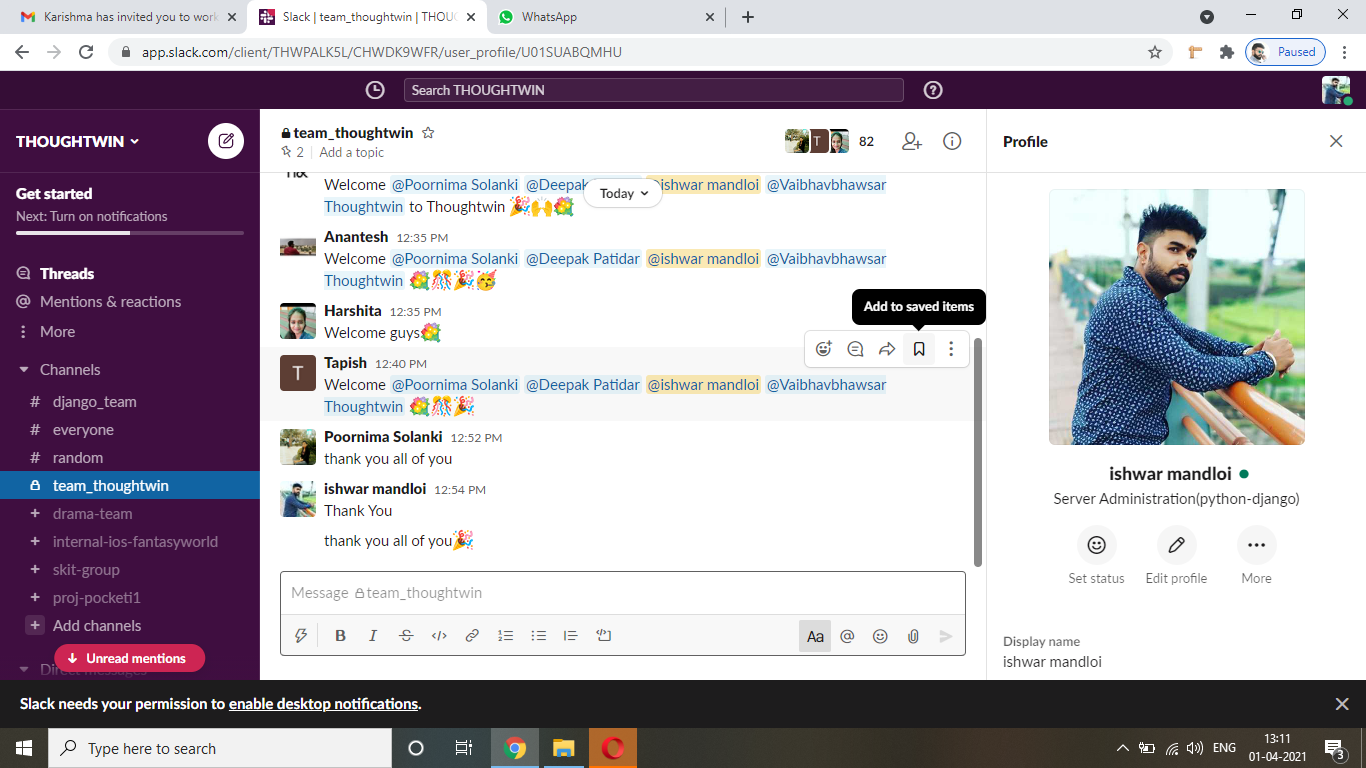 Karishma has invited you to work
Slack | team_thoughtwin | THOUG
WhatsApp
app.slack.com/client/THWPALK5L/CHWDK9WFR/user_profile/U01SUABQMHU
Paused
Search THOUGHTWIN
THOUGHTWIN
Get started
Next: Turn on notifications
Threads
Mentions & reactions
More
Channels
# django_team
# everyone
# random
team_thoughtwin
+ drama-team
+ internal-ios-fantasyworld
+ skit-group
+ proj-pocketi1
+ Add channels
Direct messages
Unread mentions
team_thoughtwin
2 | Add a topic
82
Today
Welcome @Poornima Solanki @Deepak @ishwar mandloi @Vaibhavbhawsar
Thoughtwin to Thoughtwin 🎉🙌💐
Anantesh 12:35 PM
Welcome @Poornima Solanki @Deepak Patidar @ishwar mandloi @Vaibhavbhawsar
Thoughtwin 💐🎊🎉🥳
Harshita 12:35 PM
Welcome guys💐
Add to saved items
T
Tapish 12:40 PM
Welcome @Poornima Solanki @Deepak Patidar @ishwar mandloi @Vaibhavbhawsar
Thoughtwin 💐🎊🎉
Poornima Solanki 12:52 PM
thank you all of you
ishwar mandloi 12:54 PM
Thank You
thank you all of you🎉
Message team_thoughtwin
B I S </> Aa @
Profile
ishwar mandloi
Server Administration(python-django)
Set status
Edit profile
More
Display name
ishwar mandloi
Slack needs your permission to enable desktop notifications.
Type here to search
ENG
13:11
01-04-2021
3